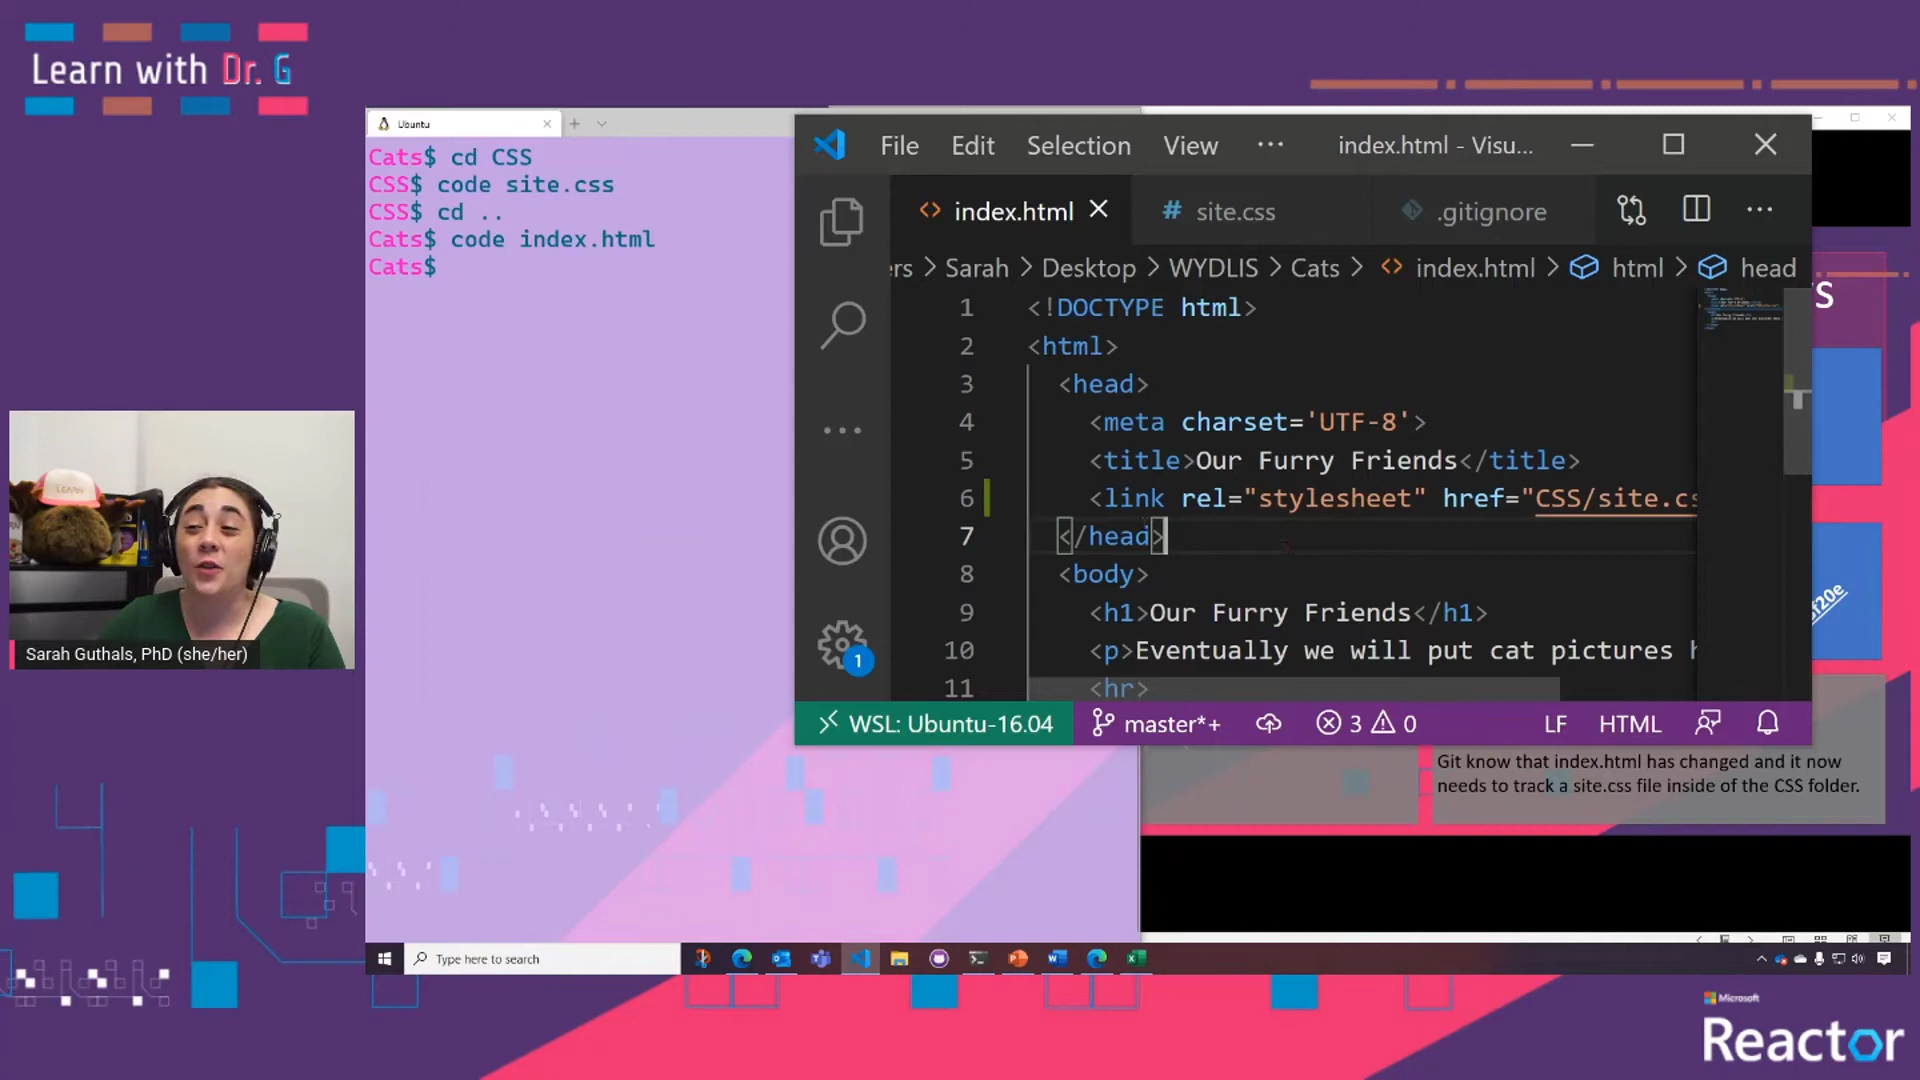 Learn with Dr. G
Ubuntu
Cats$ cd CSS
CSS$ code site.css
CSS$ cd ..
Cats$ code index.html
Cats$
File Edit Selection View ··· index.html - Visu...
index.html site.css .gitignore
ers > Sarah > Desktop > WYDLIS > Cats > index.html > html > head
1 <!DOCTYPE html>
2 <html>
3 <head>
4 <meta charset='UTF-8'>
5 <title>Our Furry Friends</title>
6 <link rel="stylesheet" href="CSS/site.cs
7 </head>
8 <body>
9 <h1>Our Furry Friends</h1>
10 <p>Eventually we will put cat pictures h
11 <hr>
1
WSL: Ubuntu-16.04 master*+ 3 0 LF HTML
f20e
LEARN
Sarah Guthals, PhD (she/her)
Git know that index.html has changed and it now
needs to track a site.css file inside of the CSS folder.
Type here to search
Microsoft
Reactor